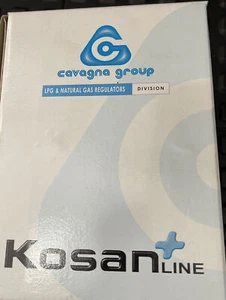 cavagna group
LPG & NATURAL GAS REGULATORS DIVISION
Kosan+ LINE